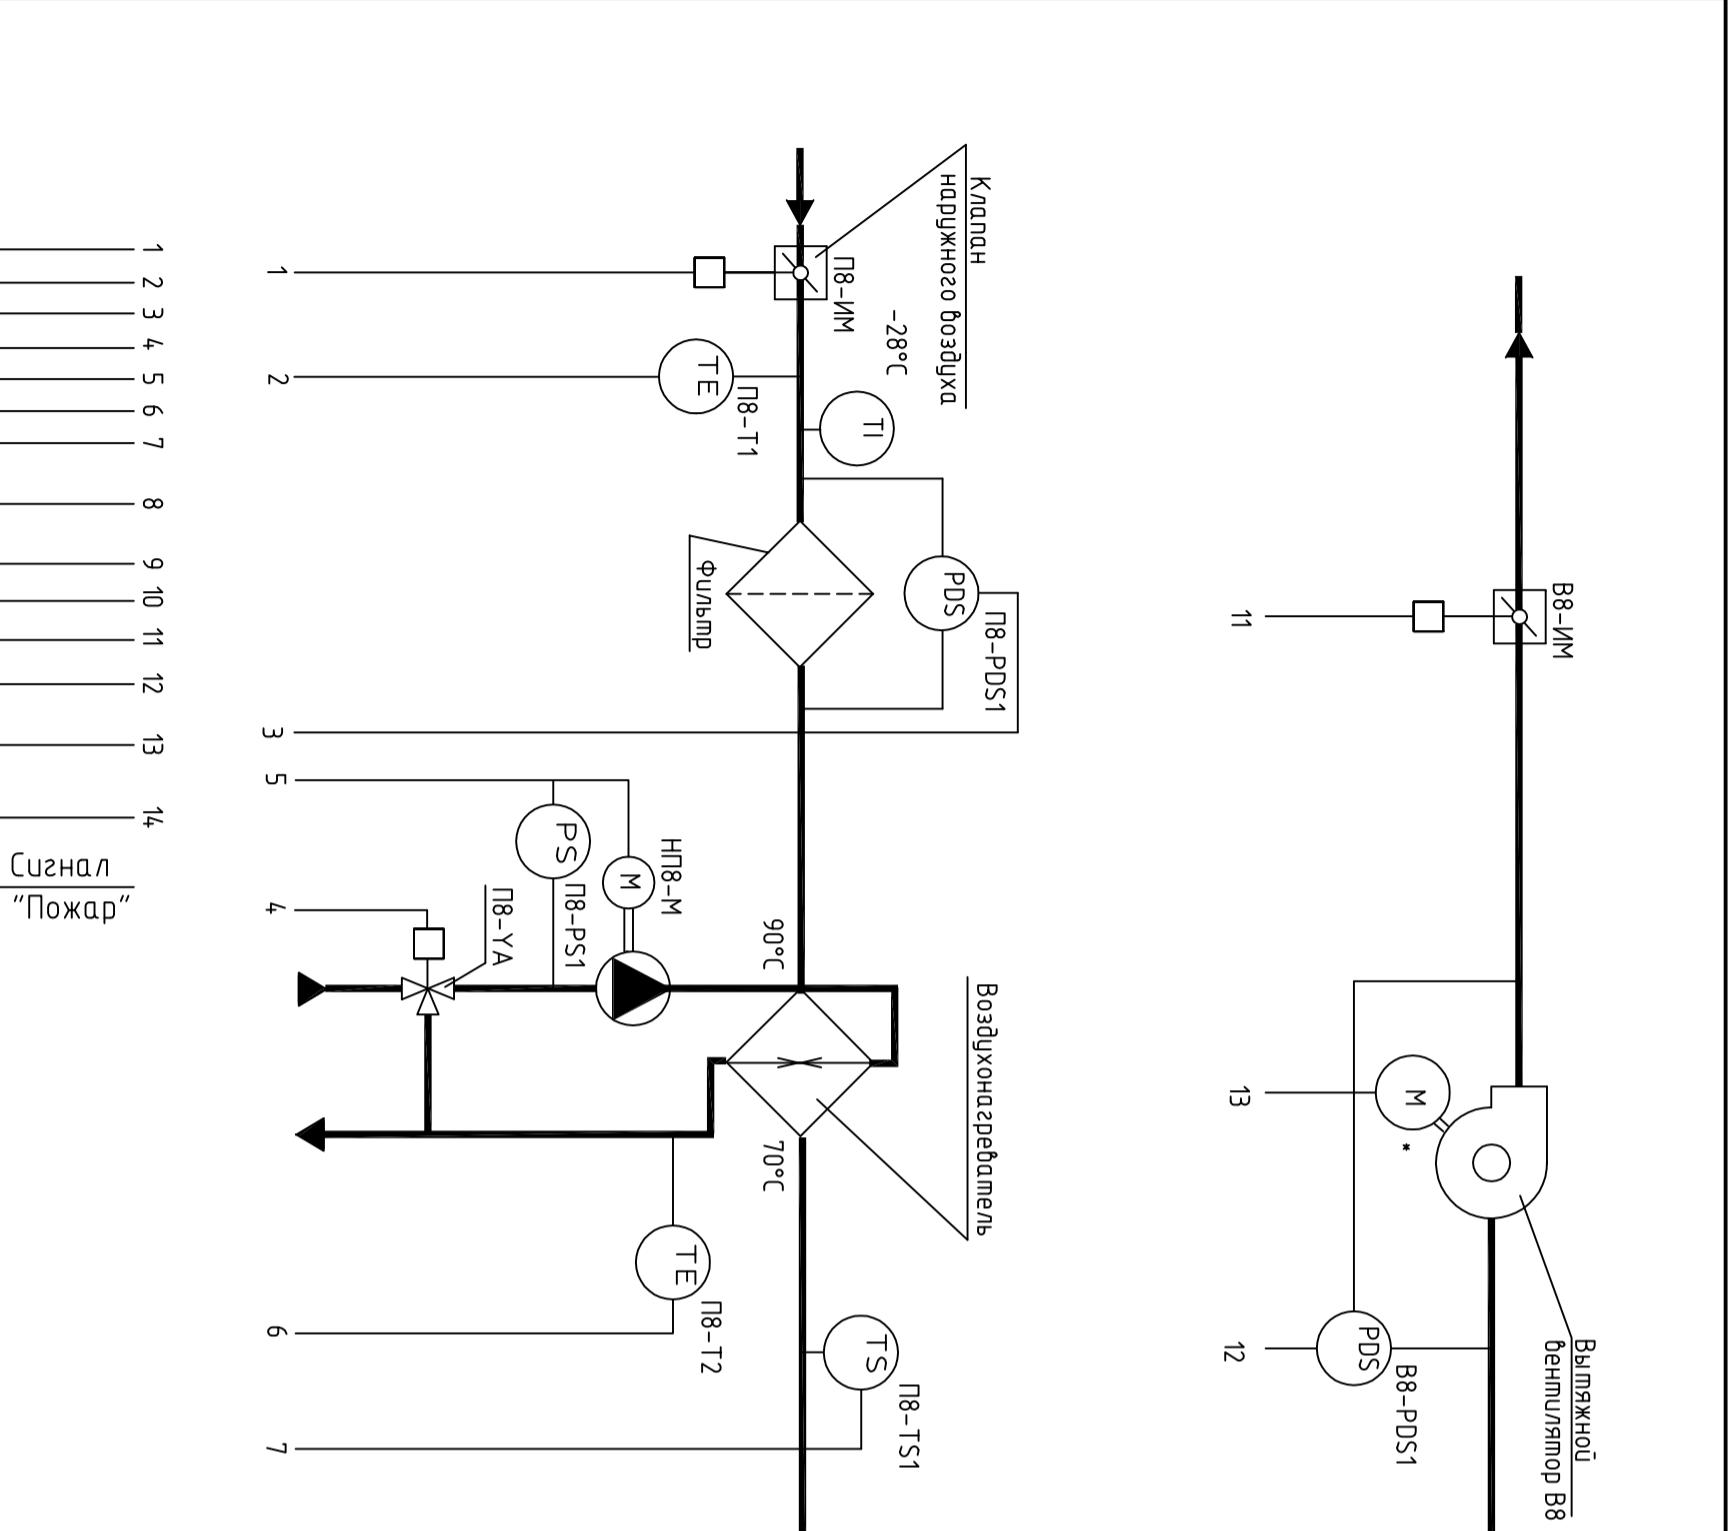 Клапан
наружного воздуха
П8-ИМ
-28°C
1
TE
П8-Т1
2
TI
PDS
П8-PDS1
Фильтр
3
5
PS
П8-PS1
M
НП8-М
4
П8-YA
90°C
70°C
Воздухонагреватель
TE
П8-Т2
6
TS
П8-TS1
7
В8-ИМ
11
M
*
13
PDS
В8-PDS1
12
Вытяжной
вентилятор В8
1
2
3
4
5
6
7
8
9
10
11
12
13
14
Сигнал
"Пожар"